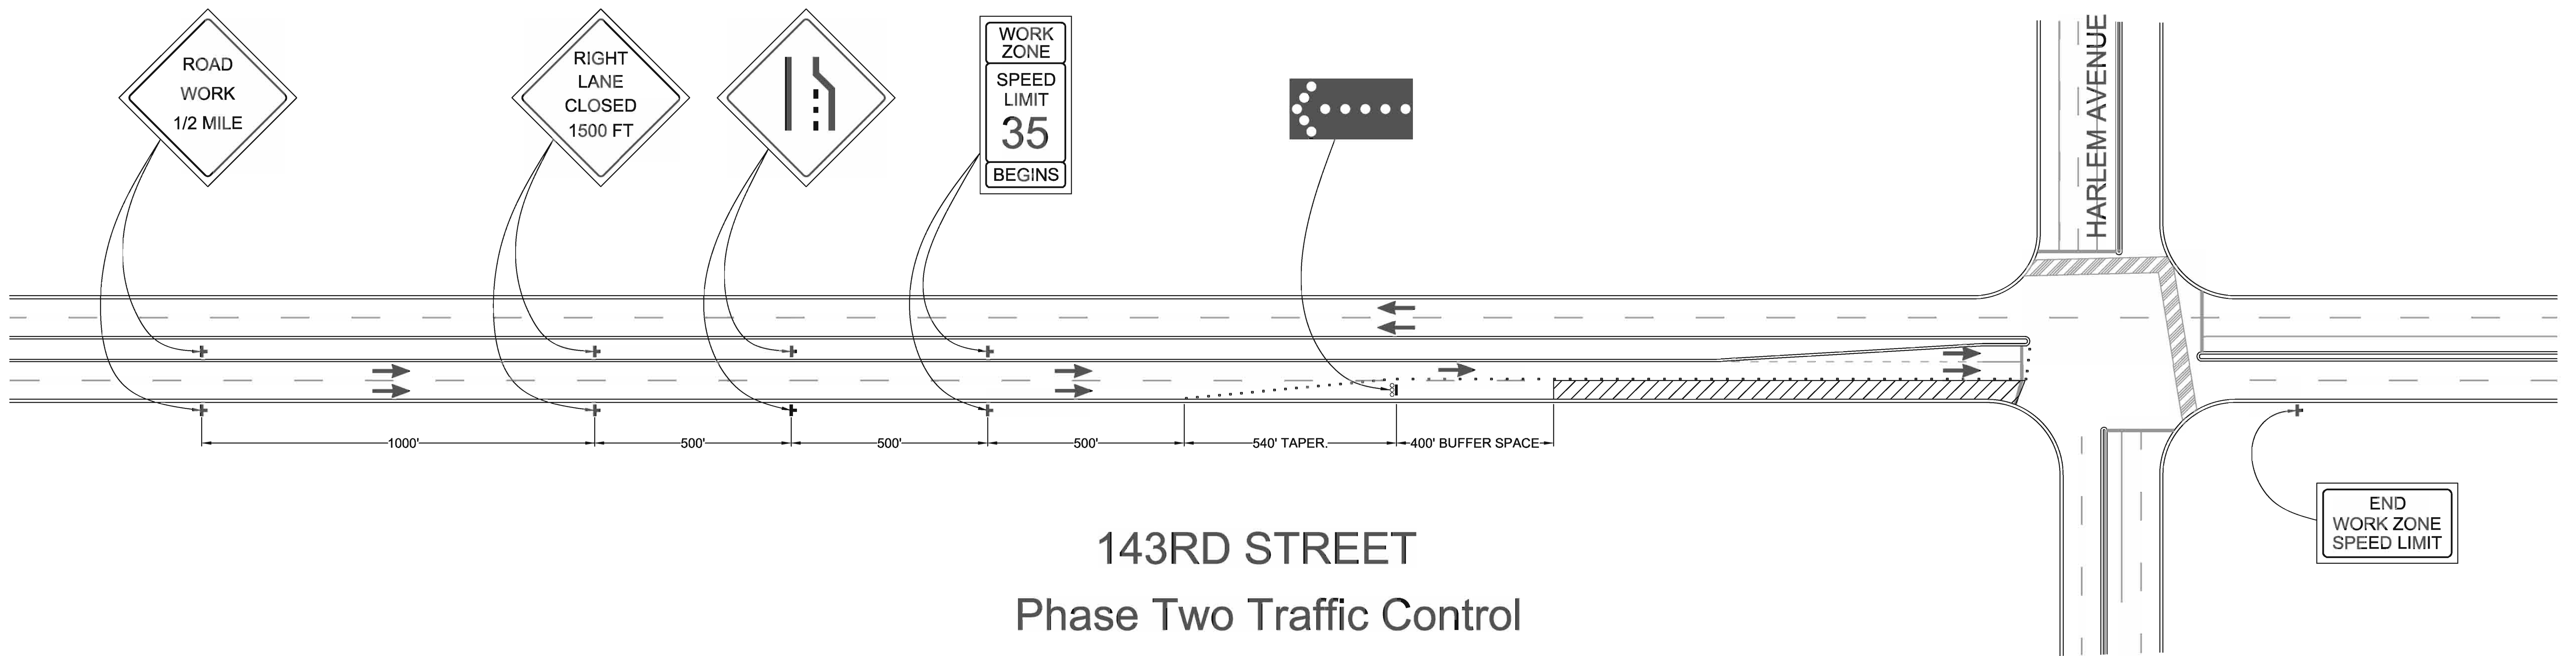 ROAD
WORK
1/2 MILE
RIGHT
LANE
CLOSED
1500 FT
WORK
ZONE
SPEED
LIMIT
35
BEGINS
HARLEM AVENUE
1000'
500'
500'
500'
540' TAPER.
400' BUFFER SPACE
END
WORK ZONE
SPEED LIMIT
143RD STREET
Phase Two Traffic Control